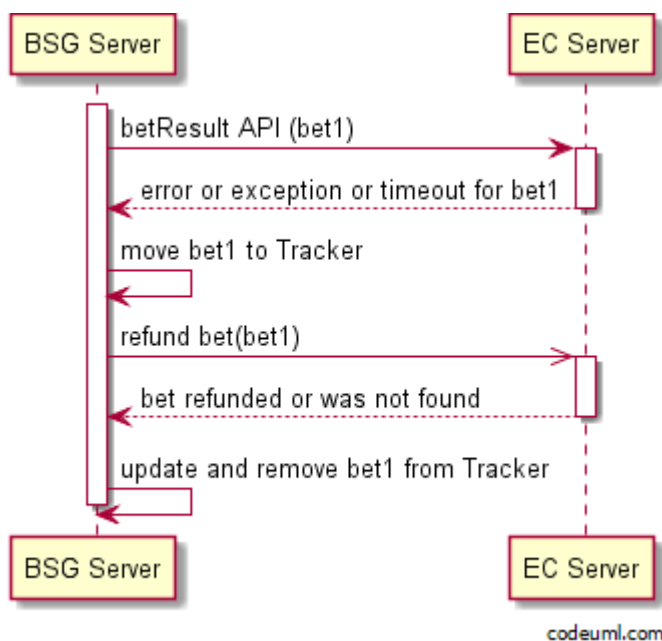 BSG Server
EC Server
betResult API (bet1)
error or exception or timeout for bet1
move bet1 to Tracker
refund bet(bet1)
bet refunded or was not found
update and remove bet1 from Tracker
BSG Server
EC Server
codeuml.com